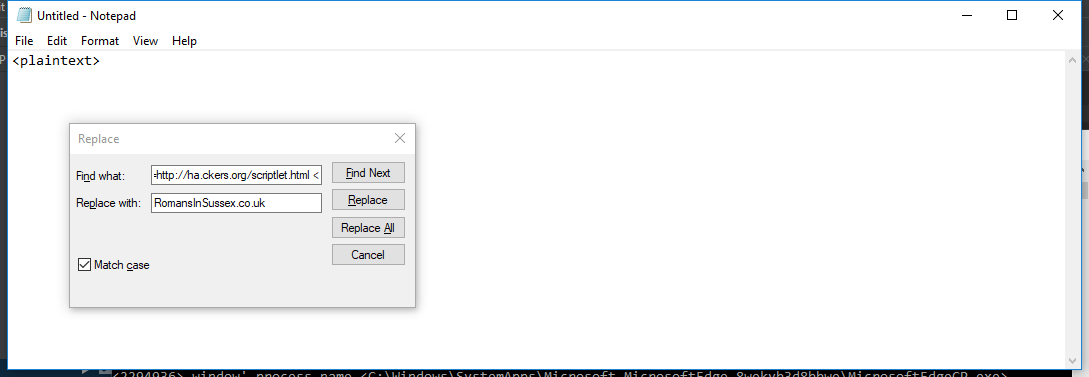 Untitled - Notepad
File Edit Format View Help
<plaintext>
Replace
Find what: =http://ha.ckers.org/scriptlet.html < Find Next
Replace with: RomansInSussex.co.uk Replace
Replace All
Cancel
Match case
<2294936> window' process name <C:\Windows\SystemApps\Microsoft.MicrosoftEdge_8wekyb3d8bbwe\MicrosoftEdgeCP.exe>